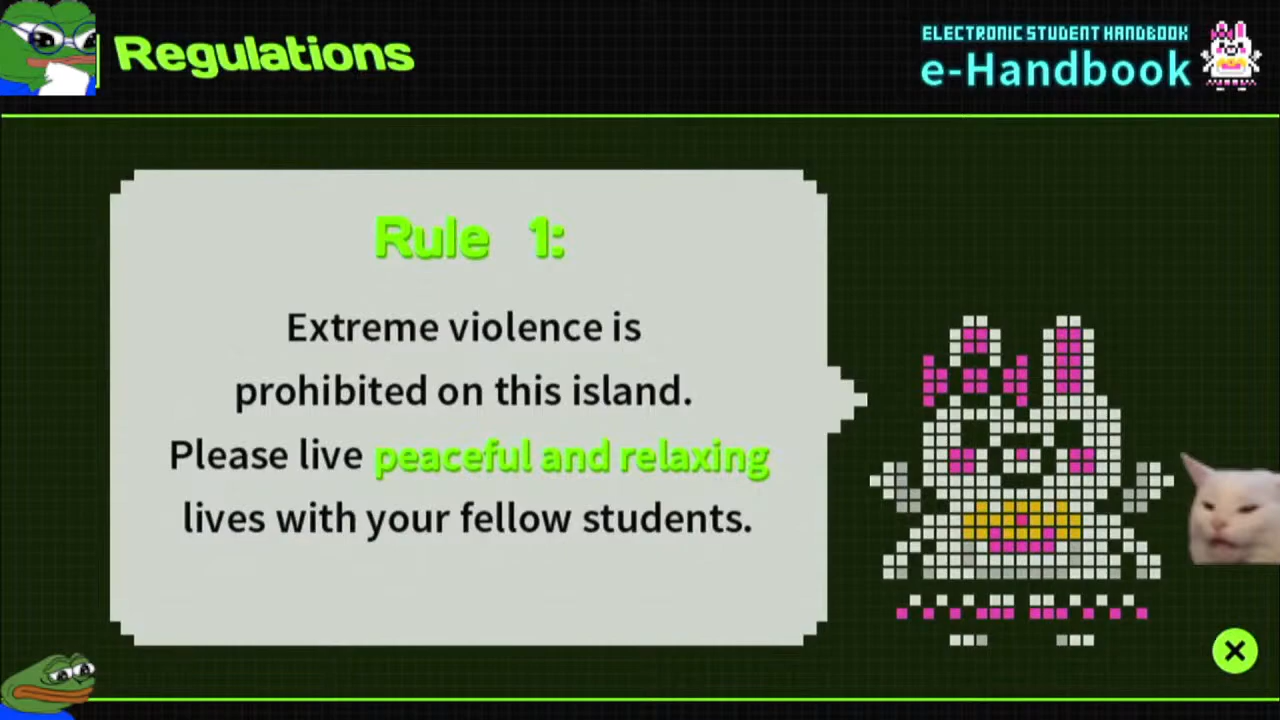 Regulations
ELECTRONIC STUDENT HANDBOOK
e-Handbook
Rule 1:
Extreme violence is
prohibited on this island.
Please live peaceful and relaxing
lives with your fellow students.